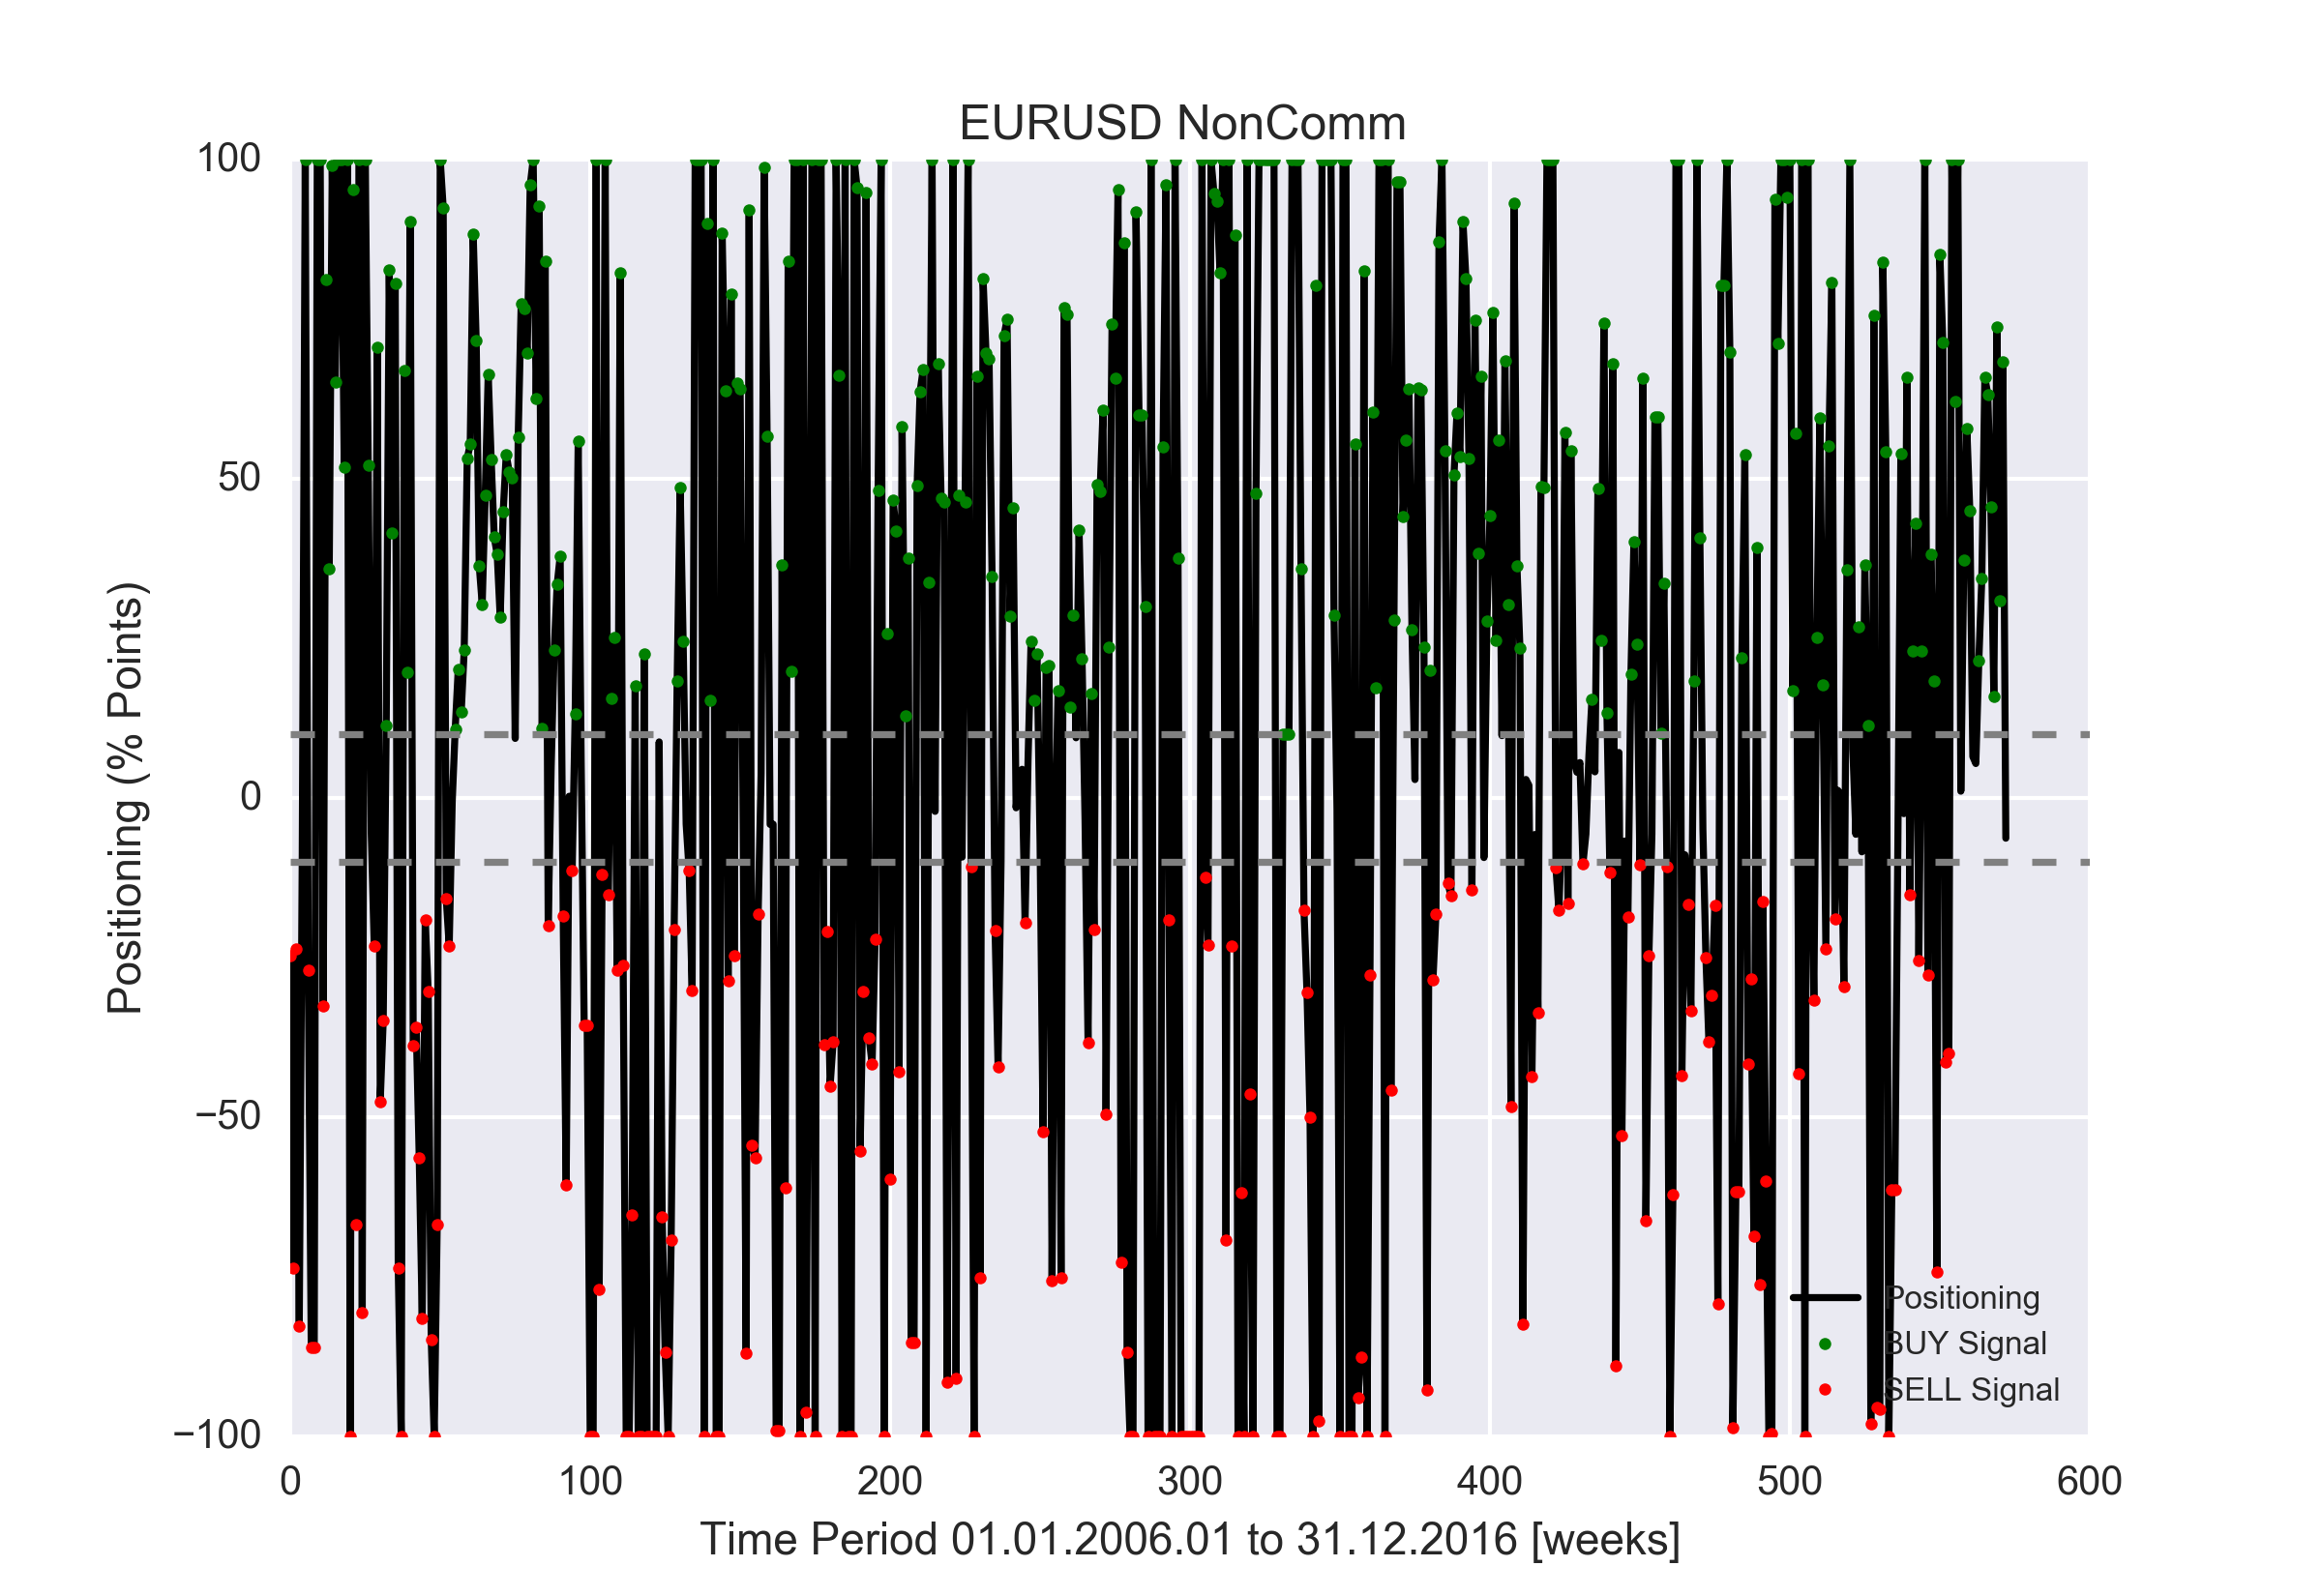 EURUSD NonComm
100
50
0
−50
−100
Positioning (% Points)
0 100 200 300 400 500 600
Time Period 01.01.2006.01 to 31.12.2016 [weeks]
Positioning
BUY Signal
SELL Signal